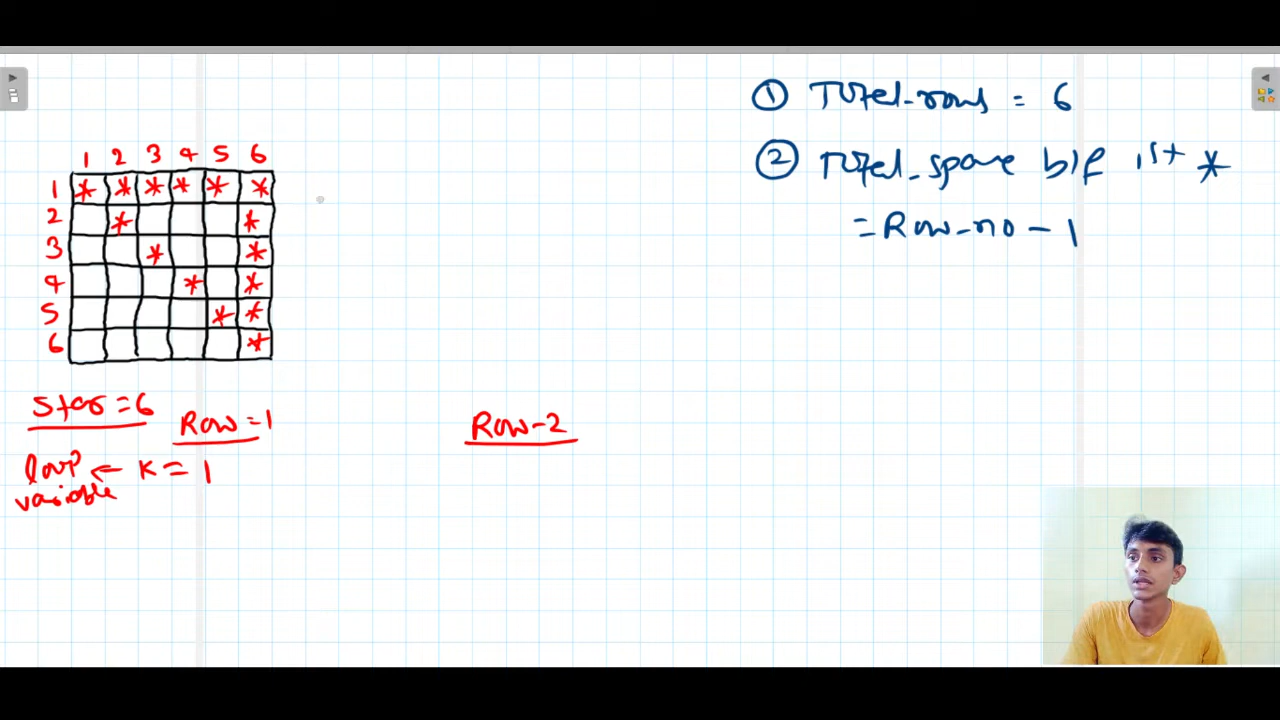 ① Total-rows = 6
② Total-space b/f 1st *
= Row-no - 1
1 2 3 4 5 6
1 * * * * * *
2 * *
3 * *
4 * *
5 * *
6 *
Star = 6
Row = 1
Row-2
loop ← K = 1
variable